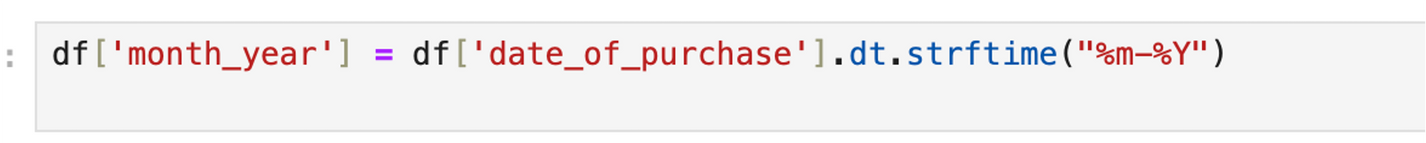 :
df['month_year'] = df['date_of_purchase'].dt.strftime("%m-%Y")